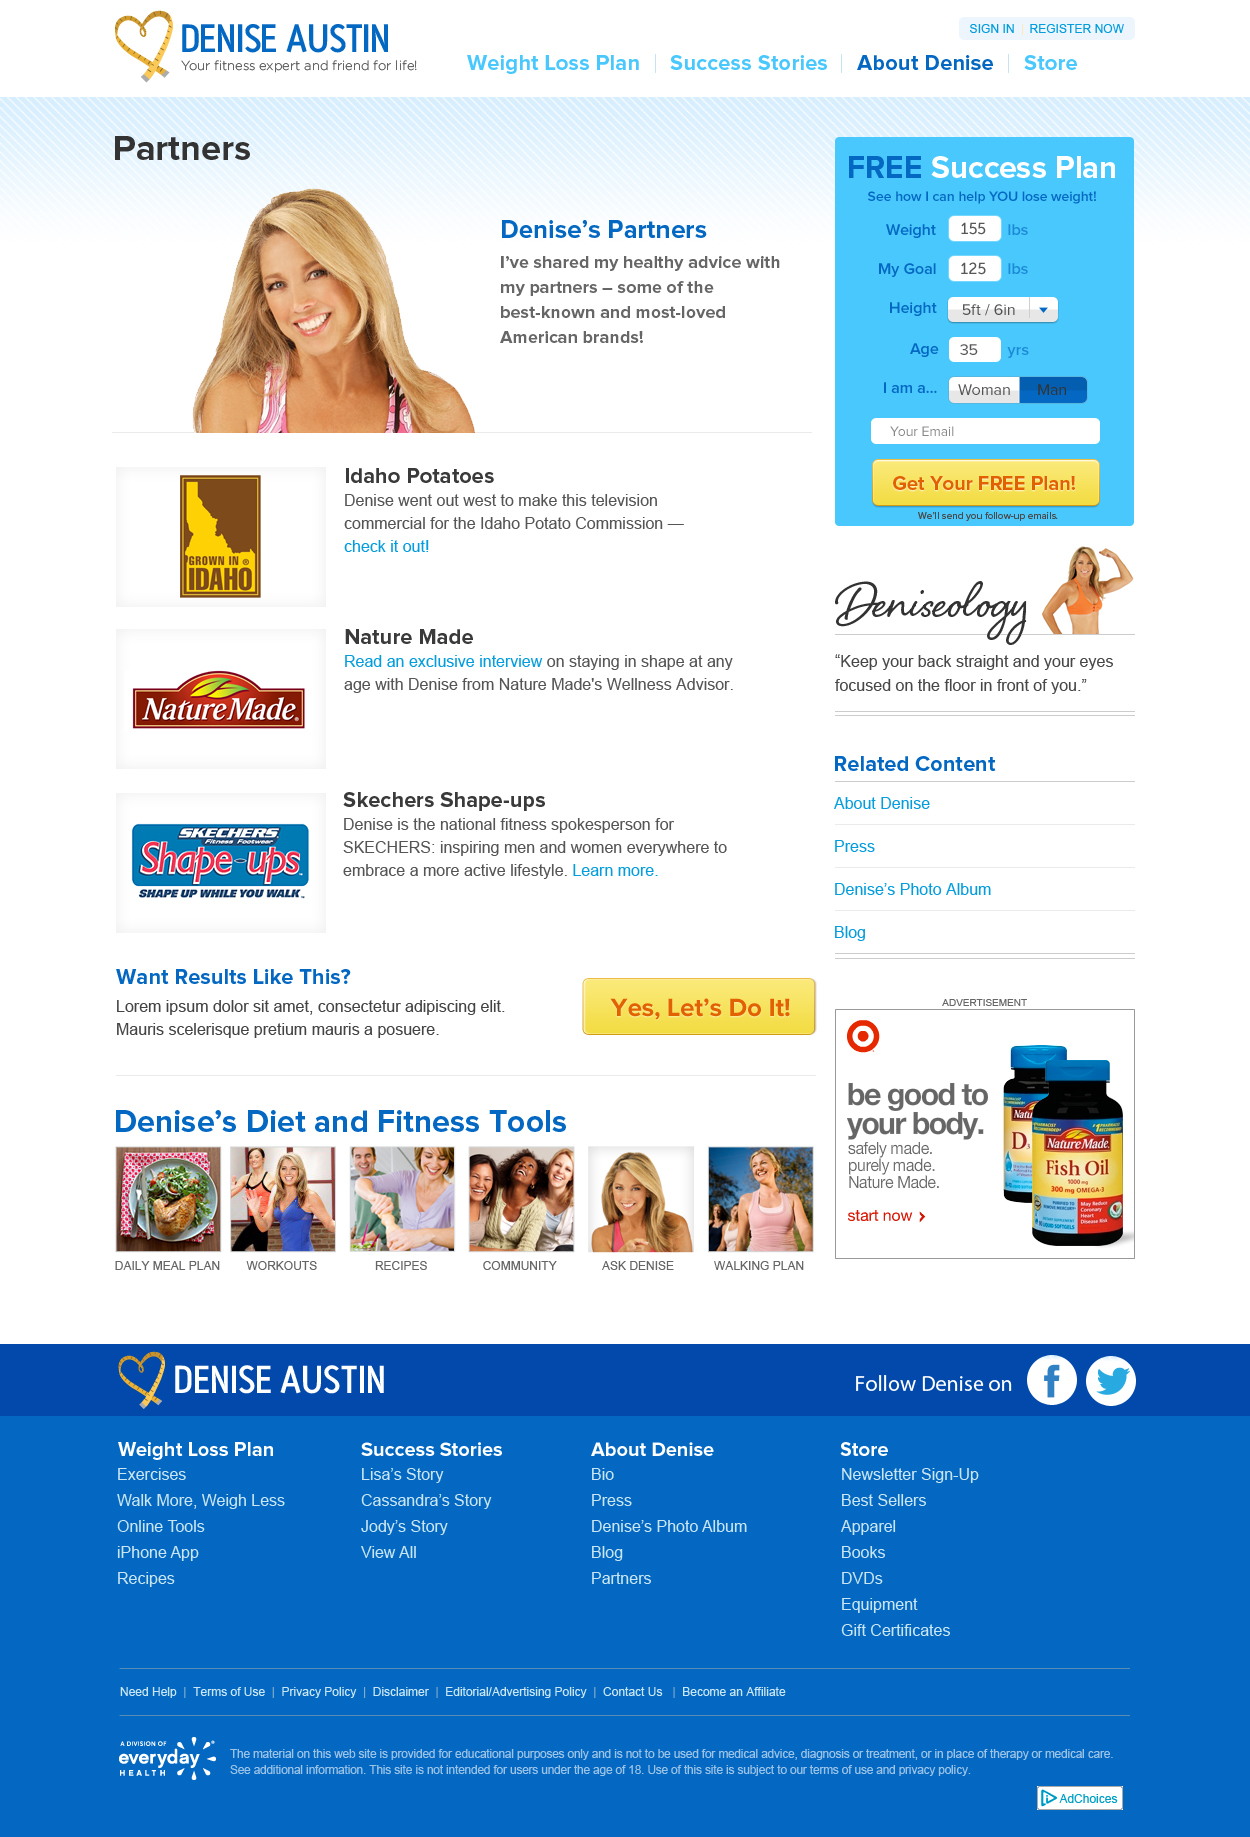 DENISE AUSTIN
Your fitness expert and friend for life!
SIGN IN | REGISTER NOW
Weight Loss Plan | Success Stories | About Denise | Store
Partners
Denise’s Partners
I’ve shared my healthy advice with
my partners – some of the
best-known and most-loved
American brands!
FREE Success Plan
See how I can help YOU lose weight!
Weight 155 lbs
My Goal 125 lbs
Height 5ft / 6in
Age 35 yrs
I am a... Woman Man
Your Email
Get Your FREE Plan!
We'll send you follow-up emails.
GROWN IN ®
IDAHO
Idaho Potatoes
Denise went out west to make this television
commercial for the Idaho Potato Commission —
check it out!
Nature Made®
Nature Made
Read an exclusive interview on staying in shape at any
age with Denise from Nature Made's Wellness Advisor.
SKECHERS
Fitness Footwear
Shape-ups
SHAPE UP WHILE YOU WALK™
Skechers Shape-ups
Denise is the national fitness spokesperson for
SKECHERS: inspiring men and women everywhere to
embrace a more active lifestyle. Learn more.
Deniseology
“Keep your back straight and your eyes
focused on the floor in front of you.”
Related Content
About Denise
Press
Denise’s Photo Album
Blog
Want Results Like This?
Lorem ipsum dolor sit amet, consectetur adipiscing elit.
Mauris scelerisque pretium mauris a posuere.
Yes, Let’s Do It!
ADVERTISEMENT
be good to
your body.
safely made.
purely made.
Nature Made.
start now
Nature Made
Fish Oil
1000 mg
300 mg OMEGA-3
May Reduce
Coronary
Heart
Disease Risk
Denise’s Diet and Fitness Tools
DAILY MEAL PLAN
WORKOUTS
RECIPES
COMMUNITY
ASK DENISE
WALKING PLAN
DENISE AUSTIN
Follow Denise on
Weight Loss Plan
Exercises
Walk More, Weigh Less
Online Tools
iPhone App
Recipes
Success Stories
Lisa’s Story
Cassandra’s Story
Jody’s Story
View All
About Denise
Bio
Press
Denise’s Photo Album
Blog
Partners
Store
Newsletter Sign-Up
Best Sellers
Apparel
Books
DVDs
Equipment
Gift Certificates
Need Help | Terms of Use | Privacy Policy | Disclaimer | Editorial/Advertising Policy | Contact Us | Become an Affiliate
A DIVISION OF
everyday
HEALTH
The material on this web site is provided for educational purposes only and is not to be used for medical advice, diagnosis or treatment, or in place of therapy or medical care.
See additional information. This site is not intended for users under the age of 18. Use of this site is subject to our terms of use and privacy policy.
AdChoices